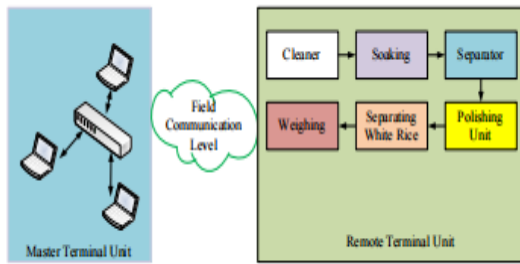 Cleaner
Soaking
Separator
Field
Communication
Level
Weighing
Separating
White Rice
Polishing
Unit
Master Terminal Unit
Remote Terminal Unit